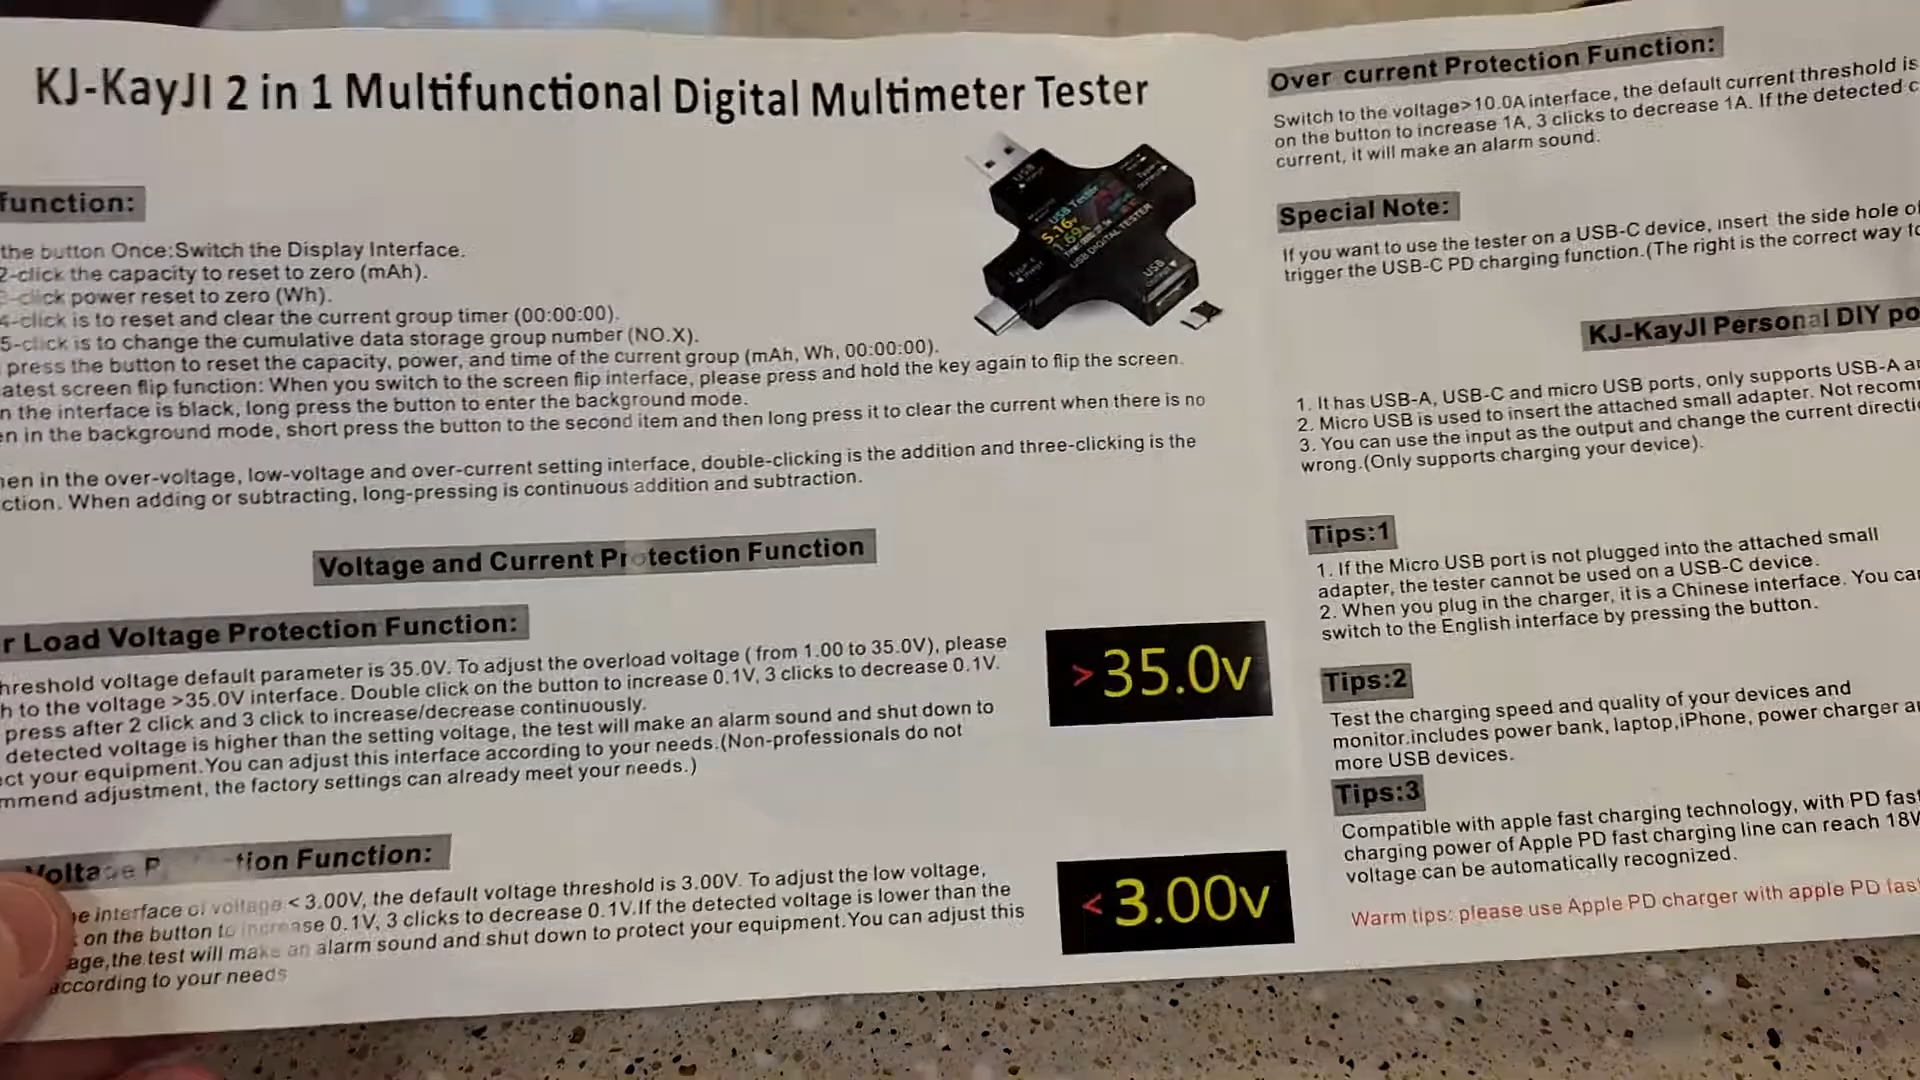 KJ-KayJI 2 in 1 Multifunctional Digital Multimeter Tester
function:
the button Once:Switch the Display Interface.
2-click the capacity to reset to zero (mAh).
3-click power reset to zero (Wh).
4-click is to reset and clear the current group timer (00:00:00).
5-click is to change the cumulative data storage group number (NO.X).
press the button to reset the capacity, power, and time of the current group (mAh, Wh, 00:00:00).
atest screen flip function: When you switch to the screen flip interface, please press and hold the key again to flip the screen.
n the interface is black, long press the button to enter the background mode.
en in the background mode, short press the button to the second item and then long press it to clear the current when there is no
en in the over-voltage, low-voltage and over-current setting interface, double-clicking is the addition and three-clicking is the
ction. When adding or subtracting, long-pressing is continuous addition and subtraction.
Voltage and Current Protection Function
r Load Voltage Protection Function:
hreshold voltage default parameter is 35.0V. To adjust the overload voltage ( from 1.00 to 35.0V), please
h to the voltage >35.0V interface. Double click on the button to increase 0.1V, 3 clicks to decrease 0.1V.
press after 2 click and 3 click to increase/decrease continuously.
detected voltage is higher than the setting voltage, the test will make an alarm sound and shut down to
ct your equipment.You can adjust this interface according to your needs.(Non-professionals do not
mmend adjustment, the factory settings can already meet your needs.)
>35.0v
Voltage P tion Function:
e interface of voltage < 3.00V, the default voltage threshold is 3.00V. To adjust the low voltage,
on the button to increase 0.1V, 3 clicks to decrease 0.1V.If the detected voltage is lower than the
age,the test will make an alarm sound and shut down to protect your equipment.You can adjust this
according to your needs
<3.00v
USB Tester
5.16v
1.69A
USB DIGITAL TESTER
USB
Over current Protection Function:
Switch to the voltage>10.0A interface, the default current threshold is
on the button to increase 1A, 3 clicks to decrease 1A. If the detected c
current, it will make an alarm sound.
Special Note:
If you want to use the tester on a USB-C device, insert the side hole of
trigger the USB-C PD charging function.(The right is the correct way to
KJ-KayJI Personal DIY po
1. It has USB-A, USB-C and micro USB ports, only supports USB-A an
2. Micro USB is used to insert the attached small adapter. Not recomm
3. You can use the input as the output and change the current directio
wrong.(Only supports charging your device).
Tips:1
1. If the Micro USB port is not plugged into the attached small
adapter, the tester cannot be used on a USB-C device.
2. When you plug in the charger, it is a Chinese interface. You can
switch to the English interface by pressing the button.
Tips:2
Test the charging speed and quality of your devices and
monitor.includes power bank, laptop,iPhone, power charger an
more USB devices.
Tips:3
Compatible with apple fast charging technology, with PD fast
charging power of Apple PD fast charging line can reach 18W
voltage can be automatically recognized.
Warm tips: please use Apple PD charger with apple PD fast